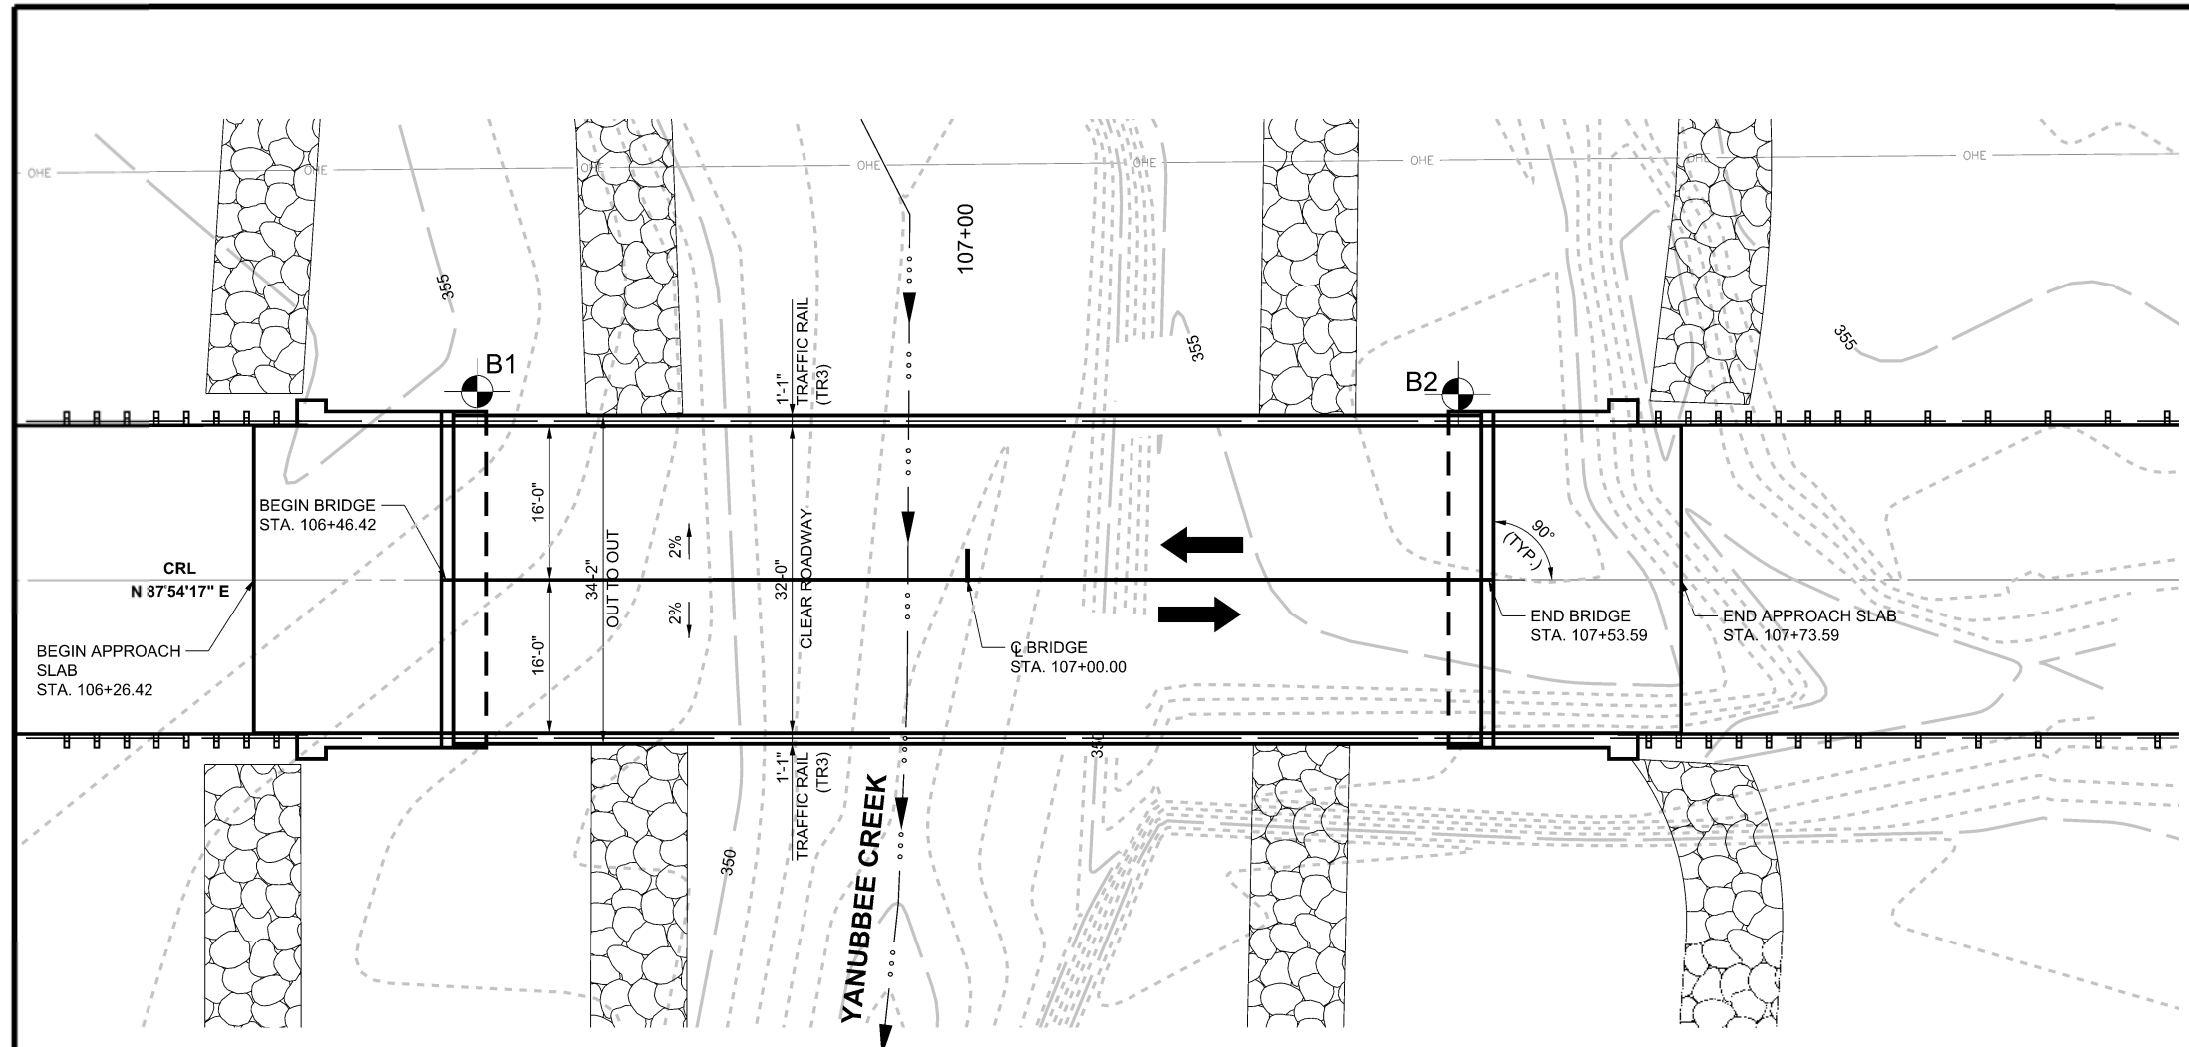 OHE
OHE
OHE
OHE
OHE
OHE
OHE
OHE
107+00
355
355
355
B1
B2
1'-1"
TRAFFIC RAIL
(TR3)
BEGIN BRIDGE
STA. 106+46.42
16'-0"
34'-2"
OUT TO OUT
2%
2%
32'-0"
CLEAR ROADWAY
90°
(TYP.)
CRL
N 87°54'17" E
BEGIN APPROACH
SLAB
STA. 106+26.42
16'-0"
℄ BRIDGE
STA. 107+00.00
END BRIDGE
STA. 107+53.59
END APPROACH SLAB
STA. 107+73.59
1'-1"
TRAFFIC RAIL
(TR3)
350
350
YANUBBEE CREEK